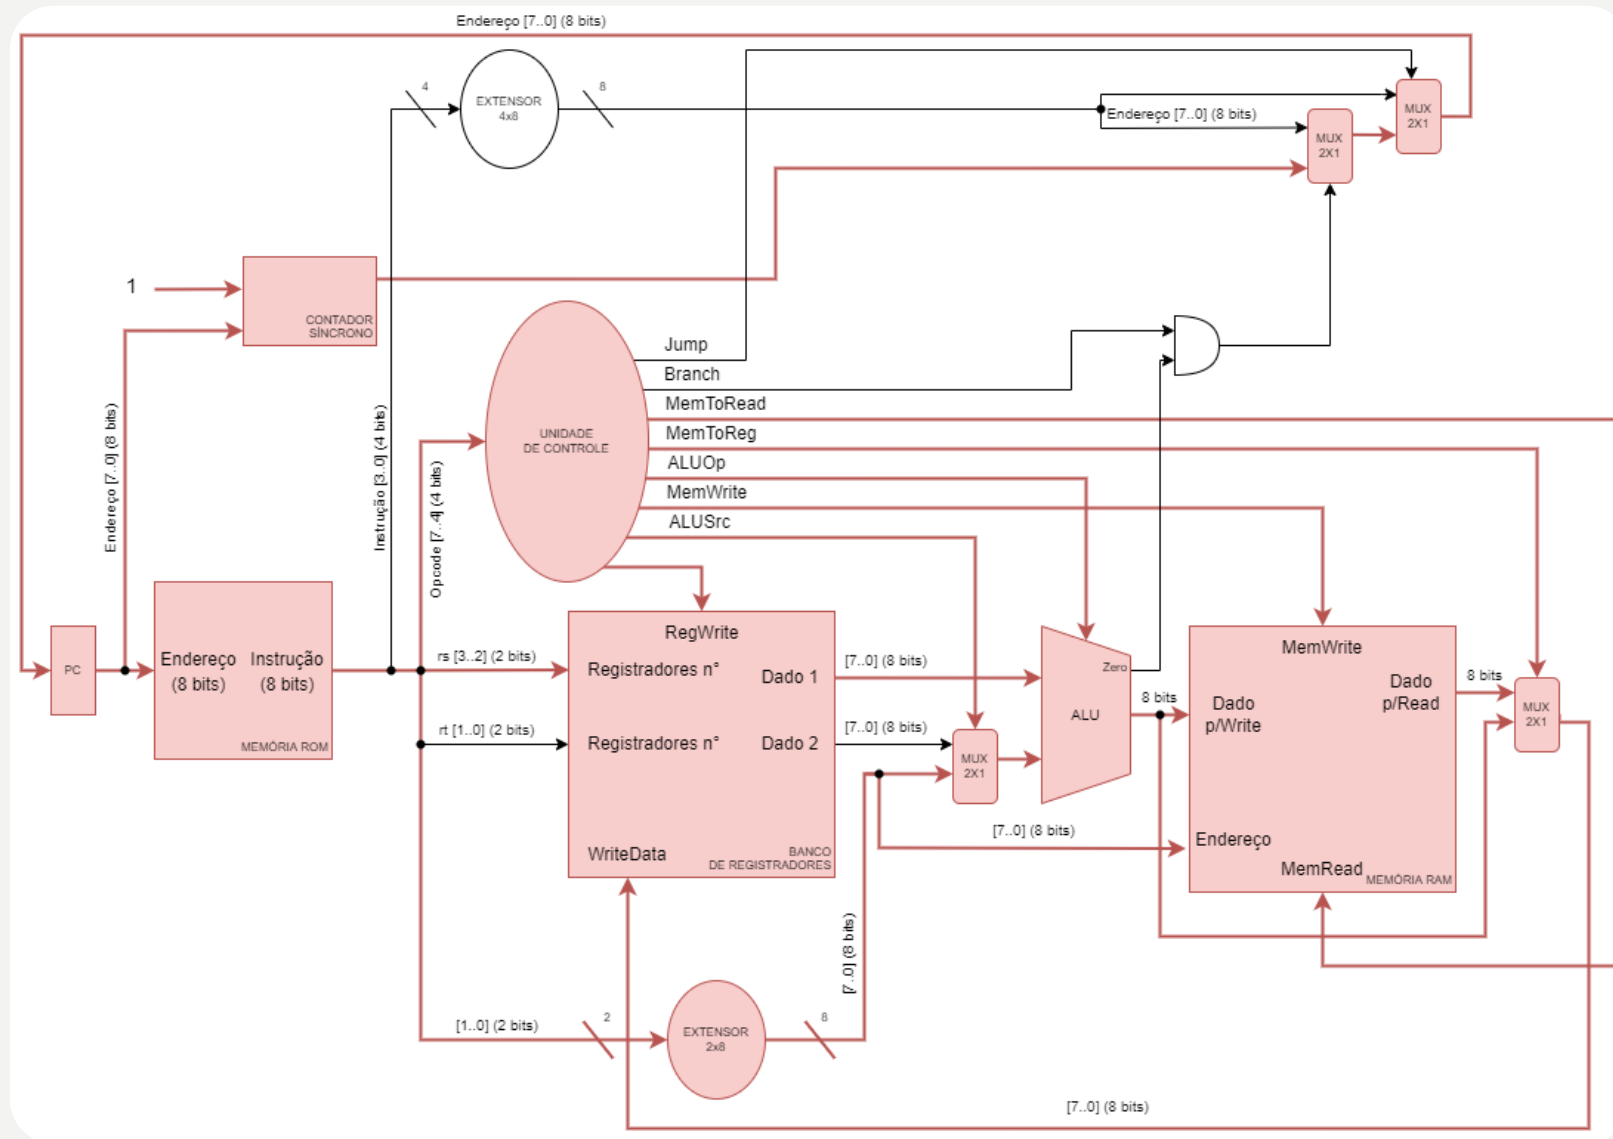 Endereço [7..0] (8 bits)
4
EXTENSOR
4x8
8
Endereço [7..0] (8 bits)
MUX
2X1
MUX
2X1
1
CONTADOR
SÍNCRONO
Jump
Branch
MemToRead
MemToReg
ALUOp
MemWrite
ALUSrc
UNIDADE
DE CONTROLE
Endereço [7..0] (8 bits)
Instrução [3..0] (4 bits)
Opcode [7..4] (4 bits)
PC
Endereço
(8 bits)
Instrução
(8 bits)
MEMÓRIA ROM
rs [3..2] (2 bits)
rt [1..0] (2 bits)
RegWrite
Registradores n°
Dado 1
Registradores n°
Dado 2
WriteData
BANCO
DE REGISTRADORES
[7..0] (8 bits)
[7..0] (8 bits)
MUX
2X1
Zero
ALU
8 bits
MemWrite
Dado
p/Write
Dado
p/Read
Endereço
MemRead
MEMÓRIA RAM
8 bits
MUX
2X1
[7..0] (8 bits)
[7..0] (8 bits)
[1..0] (2 bits)
2
EXTENSOR
2x8
8
[7..0] (8 bits)